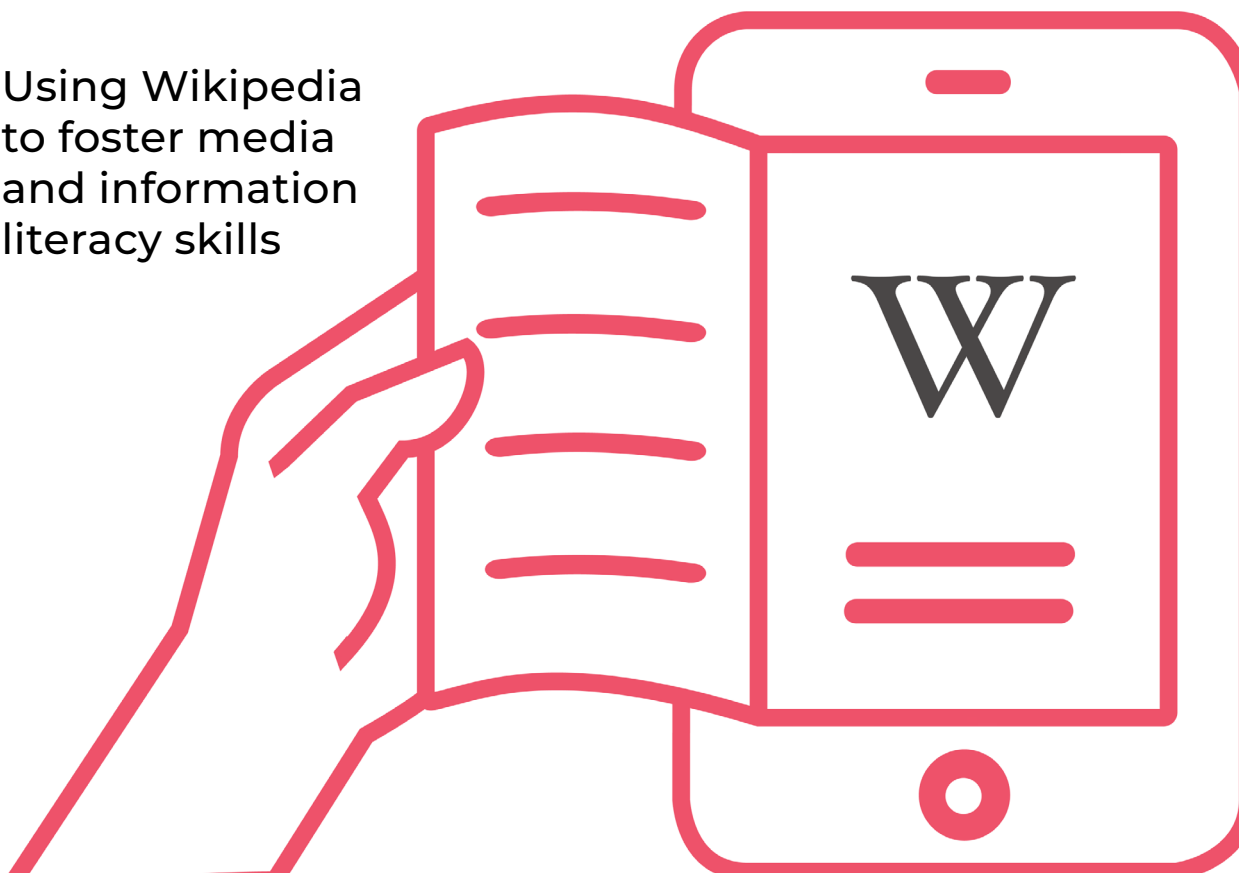 Using Wikipedia
to foster media
and information
literacy skills
W